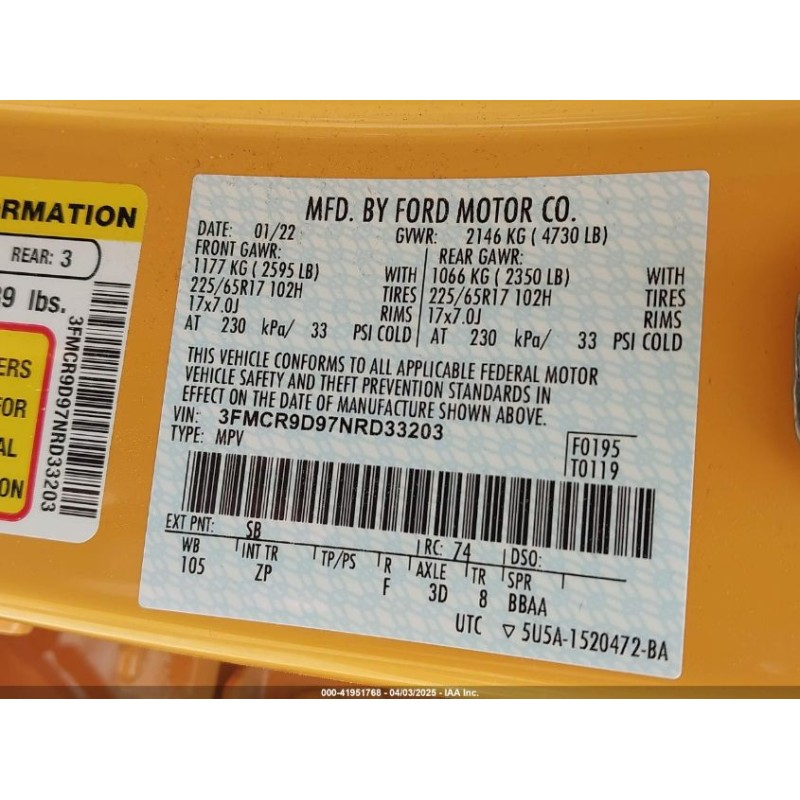 RMATION
REAR: 3
9 lbs.
ERS
FOR
AL
ON
3FMCR9D97NRD33203
MFD. BY FORD MOTOR CO.
DATE: 01/22 GVWR: 2146 KG ( 4730 LB)
FRONT GAWR: REAR GAWR:
1177 KG ( 2595 LB) WITH 1066 KG ( 2350 LB) WITH
225/65R17 102H TIRES 225/65R17 102H TIRES
17x7.0J RIMS 17x7.0J RIMS
AT 230 kPa/ 33 PSI COLD AT 230 kPa/ 33 PSI COLD
THIS VEHICLE CONFORMS TO ALL APPLICABLE FEDERAL MOTOR
VEHICLE SAFETY AND THEFT PREVENTION STANDARDS IN
EFFECT ON THE DATE OF MANUFACTURE SHOWN ABOVE.
VIN: 3FMCR9D97NRD33203
TYPE: MPV
F0195
T0119
EXT PNT: SB RC: 74 DSO:
WB INT TR TP/PS R AXLE TR SPR
105 ZP F 3D 8 BBAA
UTC ▽ 5U5A-1520472-BA
000-41951768 - 04/03/2025 - IAA Inc.